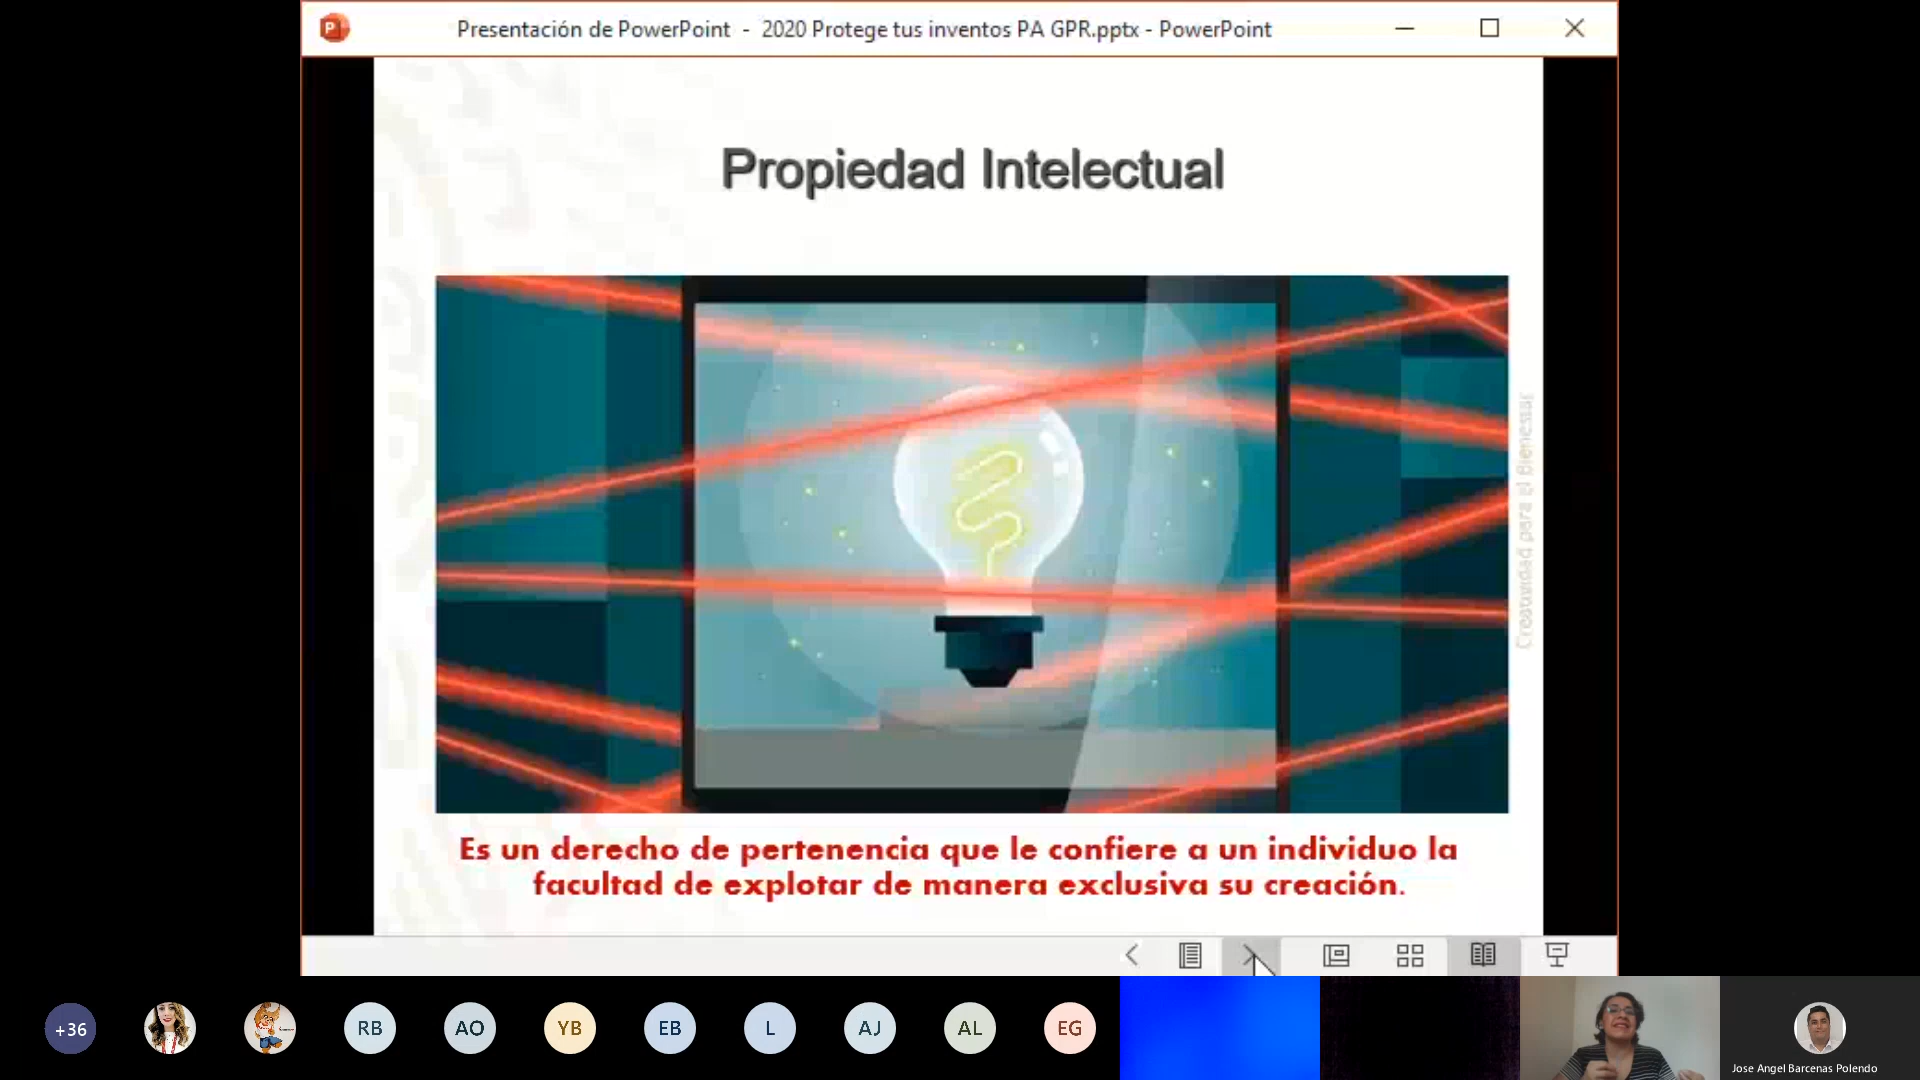 Presentación de PowerPoint - 2020 Protege tus inventos PA GPR.pptx - PowerPoint
Propiedad Intelectual
Creatividad para el Bienestar
Es un derecho de pertenencia que le confiere a un individuo la
facultad de explotar de manera exclusiva su creación.
+36
RB
AO
YB
EB
L
AJ
AL
EG
Jose Angel Barcenas Polendo